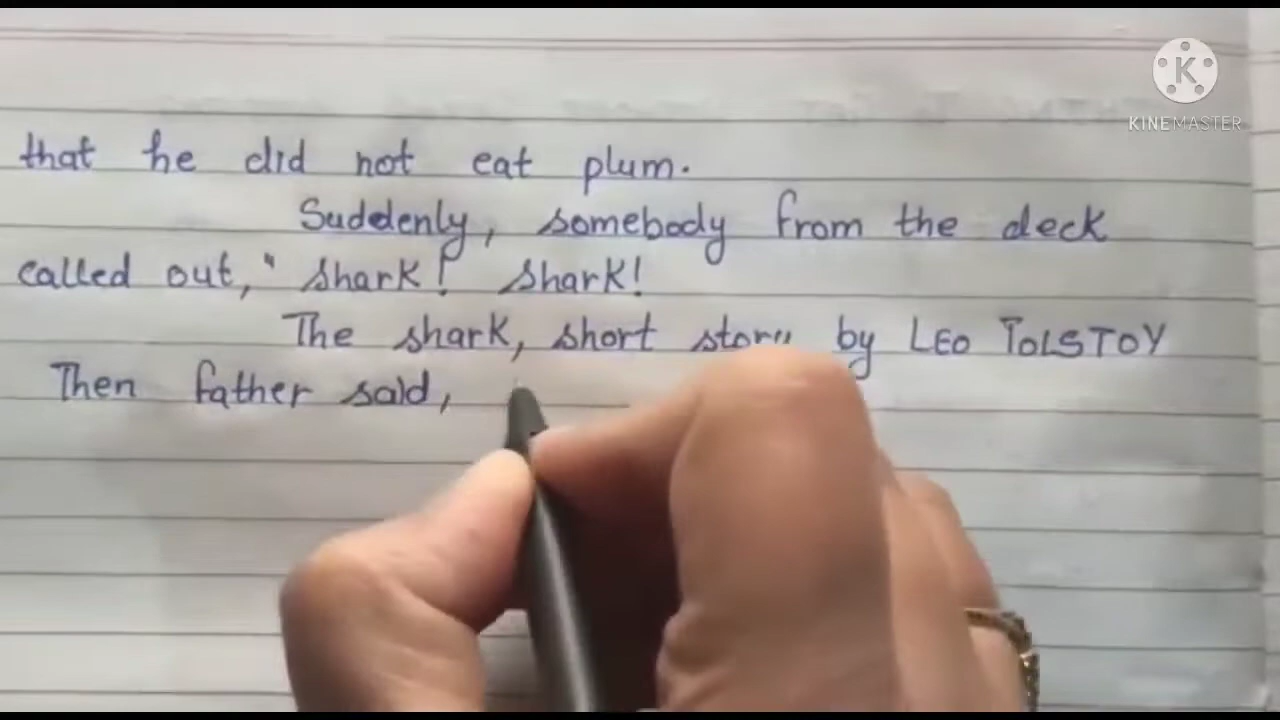 that he did not eat plum.
Suddenly, somebody from the deck
called out, " shark! shark!
The shark, short story by LEO TOLSTOY
Then father said,
KINEMASTER